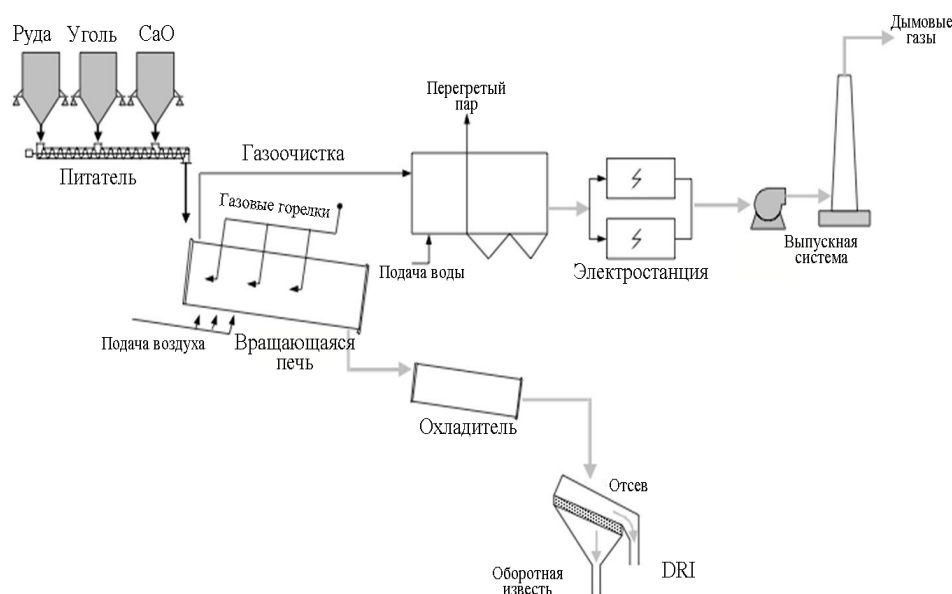 Руда
Уголь
CaO
Дымовые
газы
Перегретый
пар
Газоочистка
Питатель
Газовые горелки
Подача воды
Электростанция
Выпускная
система
Подача воздуха
Вращающаяся
печь
Охладитель
Отсев
DRI
Оборотная
известь